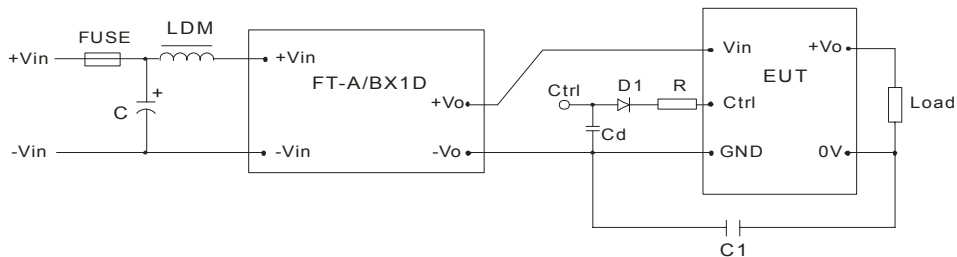 FUSE
LDM
+Vin
+Vin
FT-A/BX1D
+Vo
-Vo
-Vin
C
+
-Vin
Ctrl
D1
R
Cd
Vin
EUT
+Vo
Ctrl
GND
0V
Load
C1